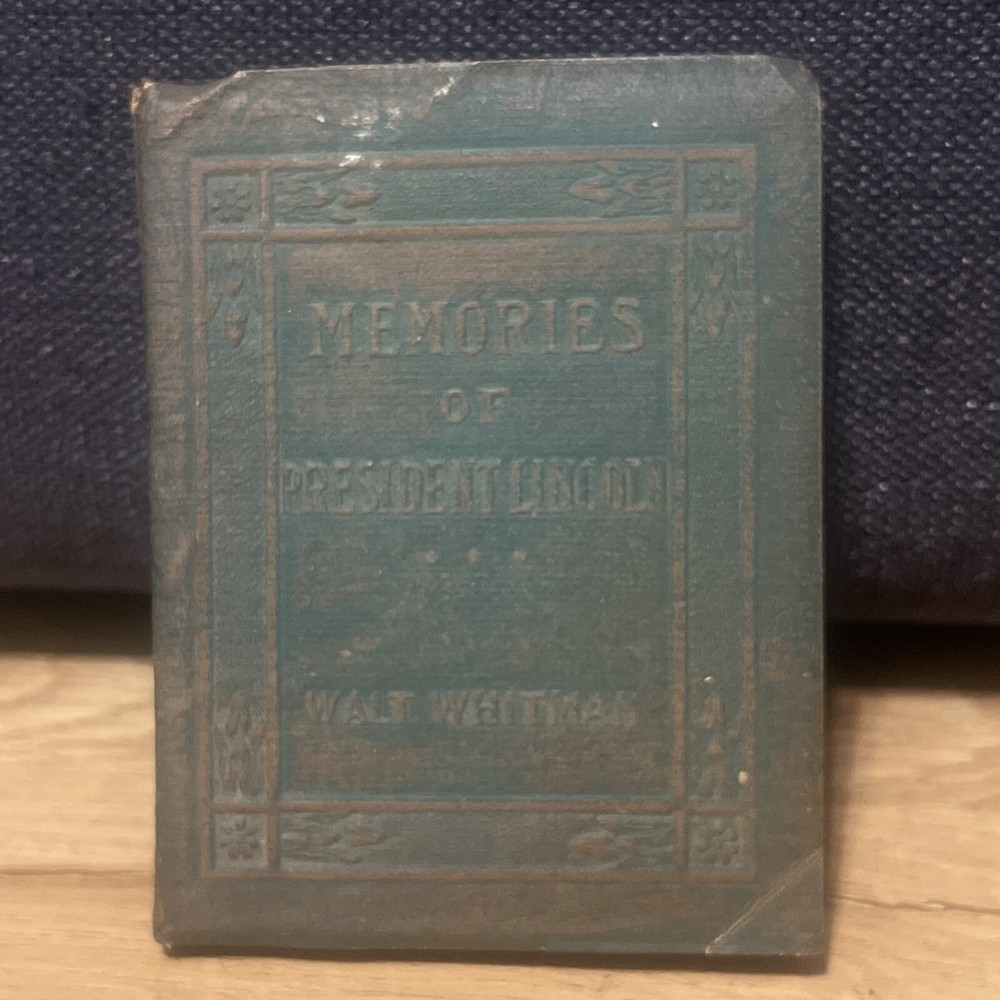 MEMORIES
OF
PRESIDENT LINCOLN
WALT WHITMAN